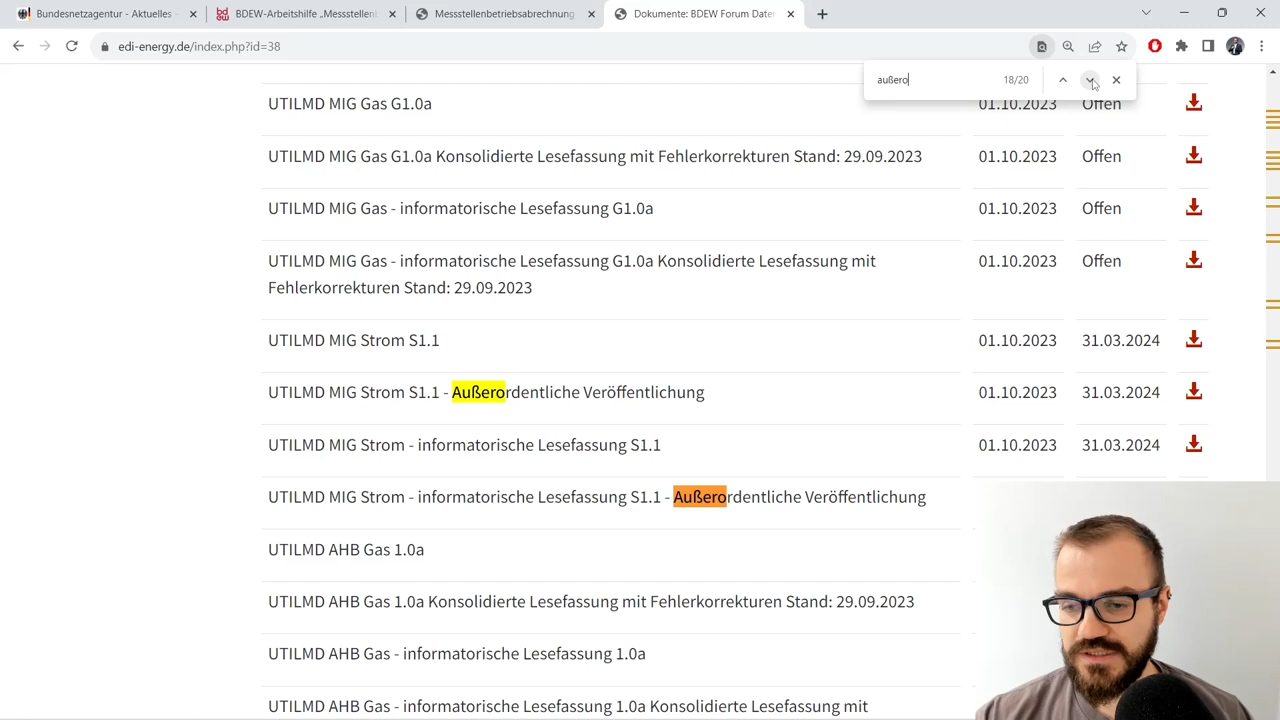 Bundesnetzagentur - Aktuelles -
BDEW-Arbeitshilfe „Messstellenl
Messstellenbetriebsabrechnung
Dokumente: BDEW Forum Daten
edi-energy.de/index.php?id=38
außero
18/20
UTILMD MIG Gas G1.0a 01.10.2023 Offen
UTILMD MIG Gas G1.0a Konsolidierte Lesefassung mit Fehlerkorrekturen Stand: 29.09.2023 01.10.2023 Offen
UTILMD MIG Gas - informatorische Lesefassung G1.0a 01.10.2023 Offen
UTILMD MIG Gas - informatorische Lesefassung G1.0a Konsolidierte Lesefassung mit 01.10.2023 Offen
Fehlerkorrekturen Stand: 29.09.2023
UTILMD MIG Strom S1.1 01.10.2023 31.03.2024
UTILMD MIG Strom S1.1 - Außerordentliche Veröffentlichung 01.10.2023 31.03.2024
UTILMD MIG Strom - informatorische Lesefassung S1.1 01.10.2023 31.03.2024
UTILMD MIG Strom - informatorische Lesefassung S1.1 - Außerordentliche Veröffentlichung
UTILMD AHB Gas 1.0a
UTILMD AHB Gas 1.0a Konsolidierte Lesefassung mit Fehlerkorrekturen Stand: 29.09.2023
UTILMD AHB Gas - informatorische Lesefassung 1.0a
UTILMD AHB Gas - informatorische Lesefassung 1.0a Konsolidierte Lesefassung mit